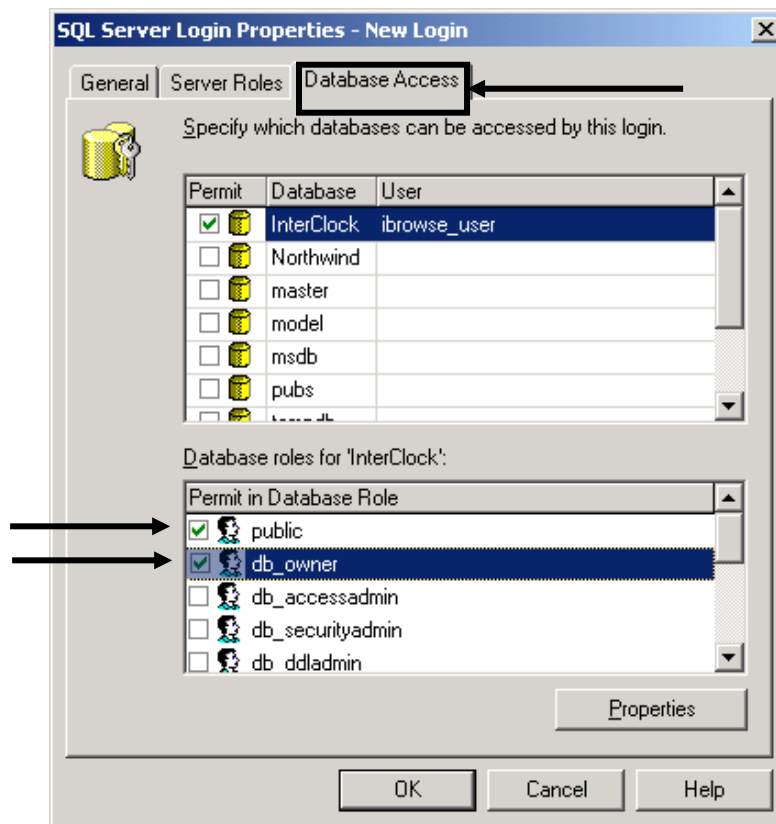 SQL Server Login Properties - New Login
General Server Roles Database Access
Specify which databases can be accessed by this login.
Permit Database User
InterClock ibrowse_user
Northwind
master
model
msdb
pubs
Database roles for 'InterClock':
Permit in Database Role
public
db_owner
db_accessadmin
db_securityadmin
db_ddladmin
Properties
OK Cancel Help